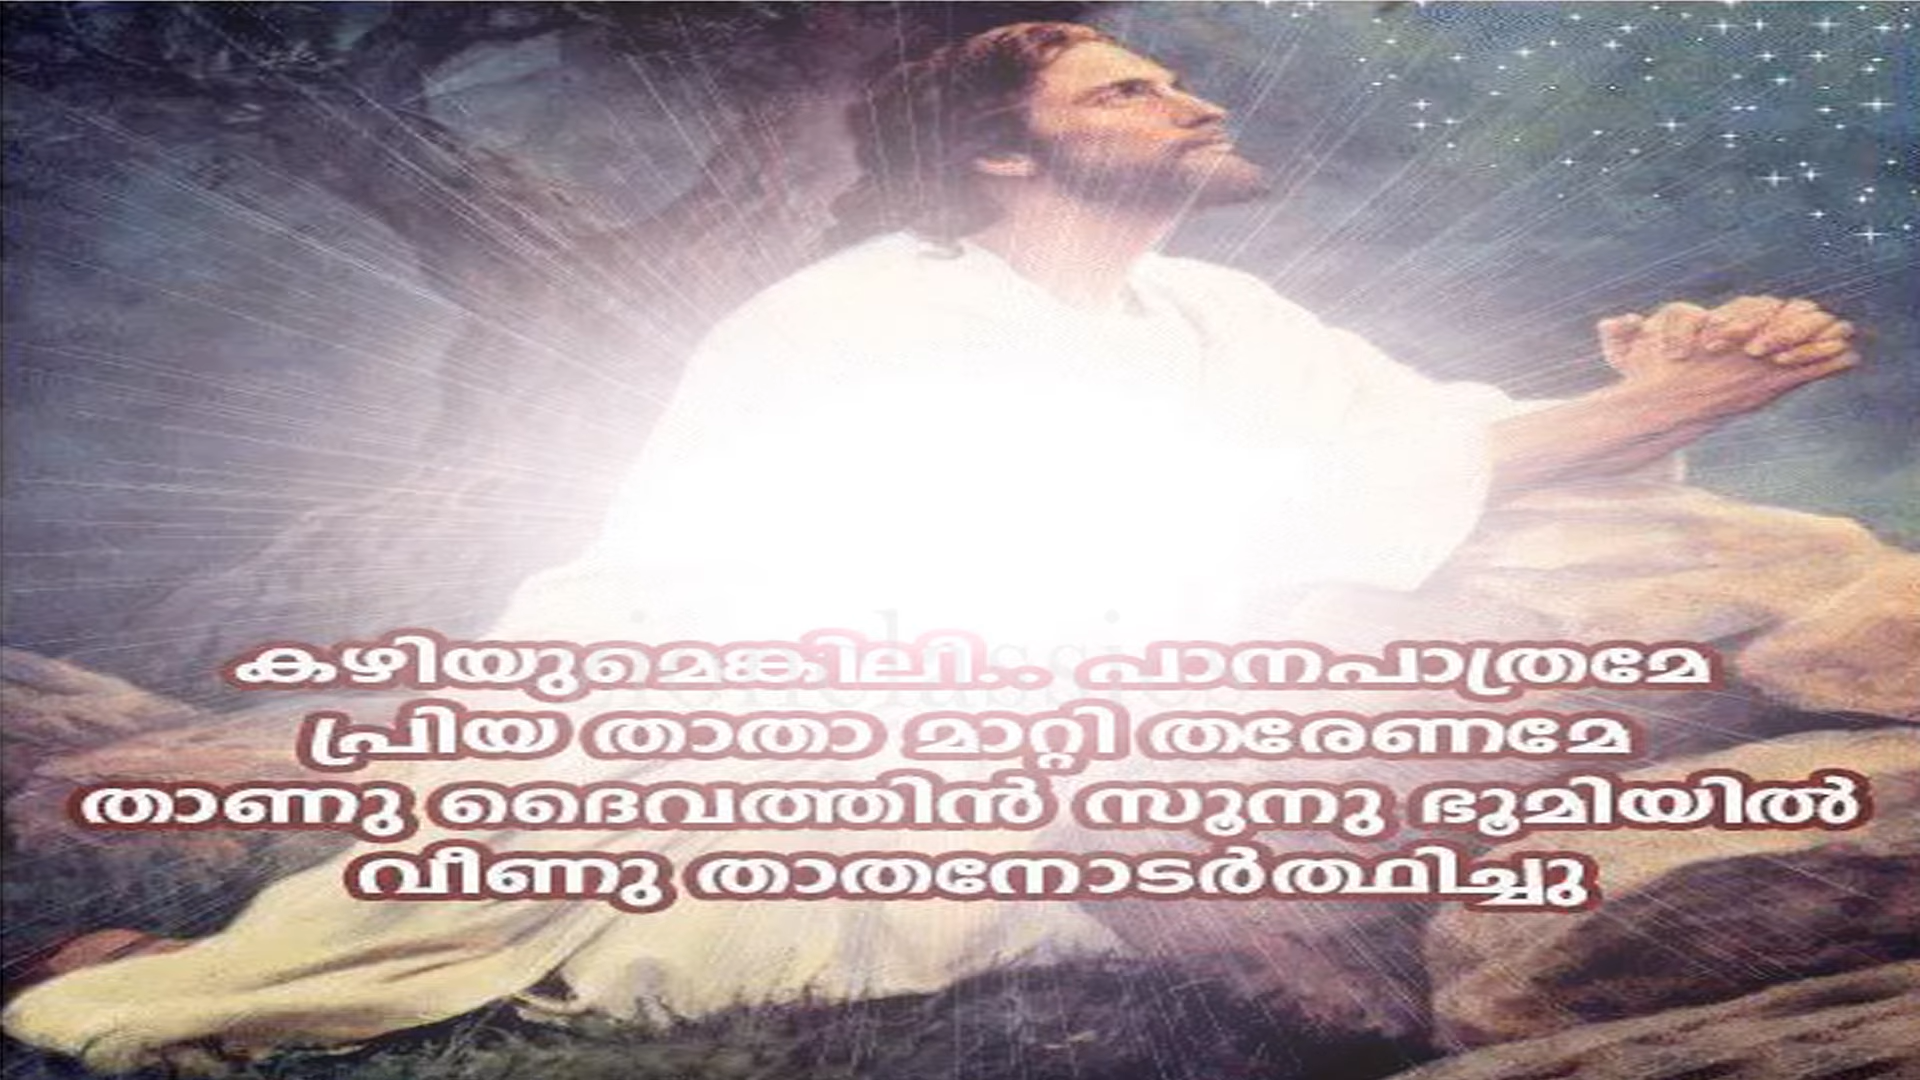 കഴിയുമെങ്കിലി.. പാനപാത്രമേ
പ്രിയ താതാ മാറ്റി തരേണമേ
താണു ദൈവത്തിൻ സൂനു ഭൂമിയിൽ
വീണു താതനോടർത്ഥിച്ചു